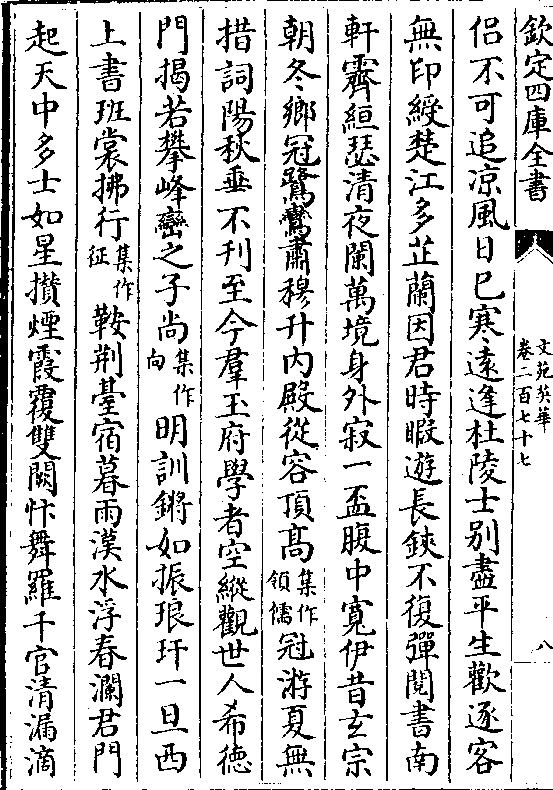 欽定四庫全書
文苑英華
卷二百七十七
八
侣不可追凉風日已寒遠逢杜陵士别盡平生歡逐客
無印綬楚江多芷蘭因君時暇遊長鋏不復彈閲書南
軒霽絙瑟清夜闌萬境身外寂一盃腹中寛伊昔玄宗
朝冬鄉冠鵷鸞肅穆升内殿從容頂高集作領儒冠游夏無
措詞陽秋垂不刊至今羣玉府學者空縱觀世人希德
門揭若攀峰巒之子尚集作向明訓鏘如振琅玕一旦西
上書班裳拂行集作征鞍荆臺宿暮雨漢水浮春瀾君門
起天中多士如星攅煙霞覆雙闕忭舞羅千官清漏滴